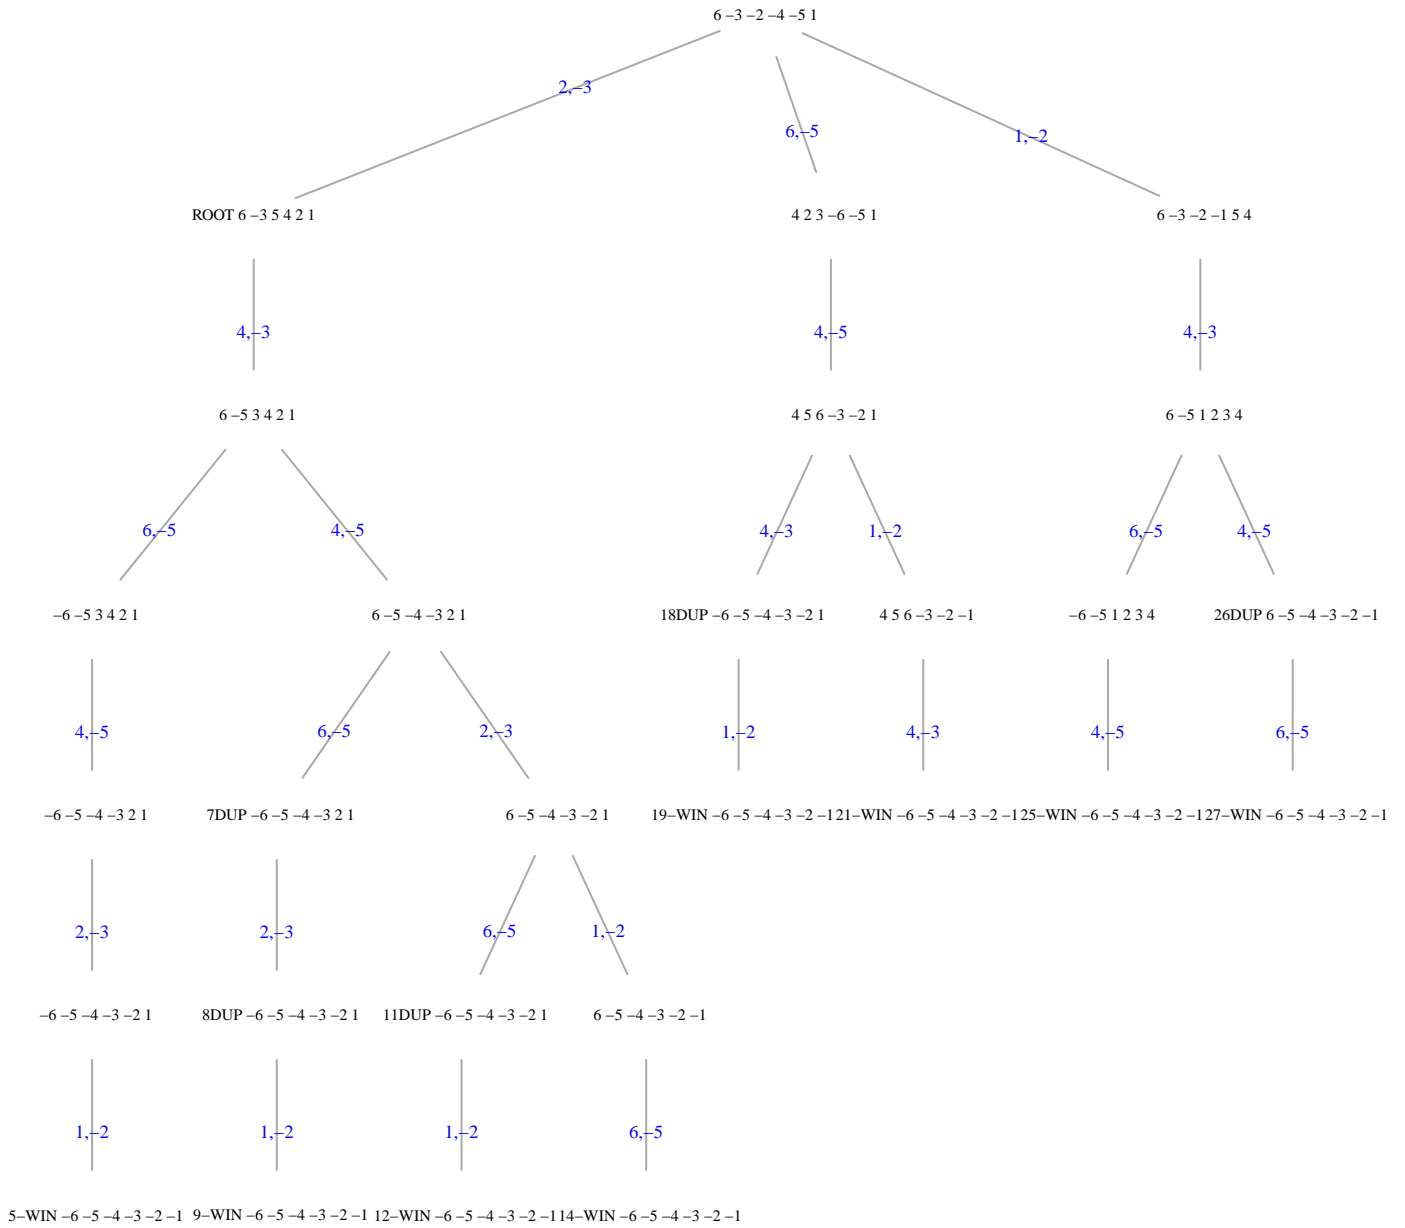 6 –3 –2 –4 –5 1
2,–3
6,–5
1,–2
ROOT 6 –3 5 4 2 1
4 2 3 –6 –5 1
6 –3 –2 –1 5 4
4,–3
4,–5
4,–3
6 –5 3 4 2 1
4 5 6 –3 –2 1
6 –5 1 2 3 4
6,–5
4,–5
4,–3
1,–2
6,–5
4,–5
–6 –5 3 4 2 1
6 –5 –4 –3 2 1
18DUP –6 –5 –4 –3 –2 1
4 5 6 –3 –2 –1
–6 –5 1 2 3 4
26DUP 6 –5 –4 –3 –2 –1
4,–5
6,–5
2,–3
1,–2
4,–3
4,–5
6,–5
–6 –5 –4 –3 2 1
7DUP –6 –5 –4 –3 2 1
6 –5 –4 –3 –2 1
19–WIN –6 –5 –4 –3 –2 –1
21–WIN –6 –5 –4 –3 –2 –1
25–WIN –6 –5 –4 –3 –2 –1
27–WIN –6 –5 –4 –3 –2 –1
2,–3
2,–3
6,–5
1,–2
–6 –5 –4 –3 –2 1
8DUP –6 –5 –4 –3 –2 1
11DUP –6 –5 –4 –3 –2 1
6 –5 –4 –3 –2 –1
1,–2
1,–2
1,–2
6,–5
5–WIN –6 –5 –4 –3 –2 –1
9–WIN –6 –5 –4 –3 –2 –1
12–WIN –6 –5 –4 –3 –2 –1
14–WIN –6 –5 –4 –3 –2 –1